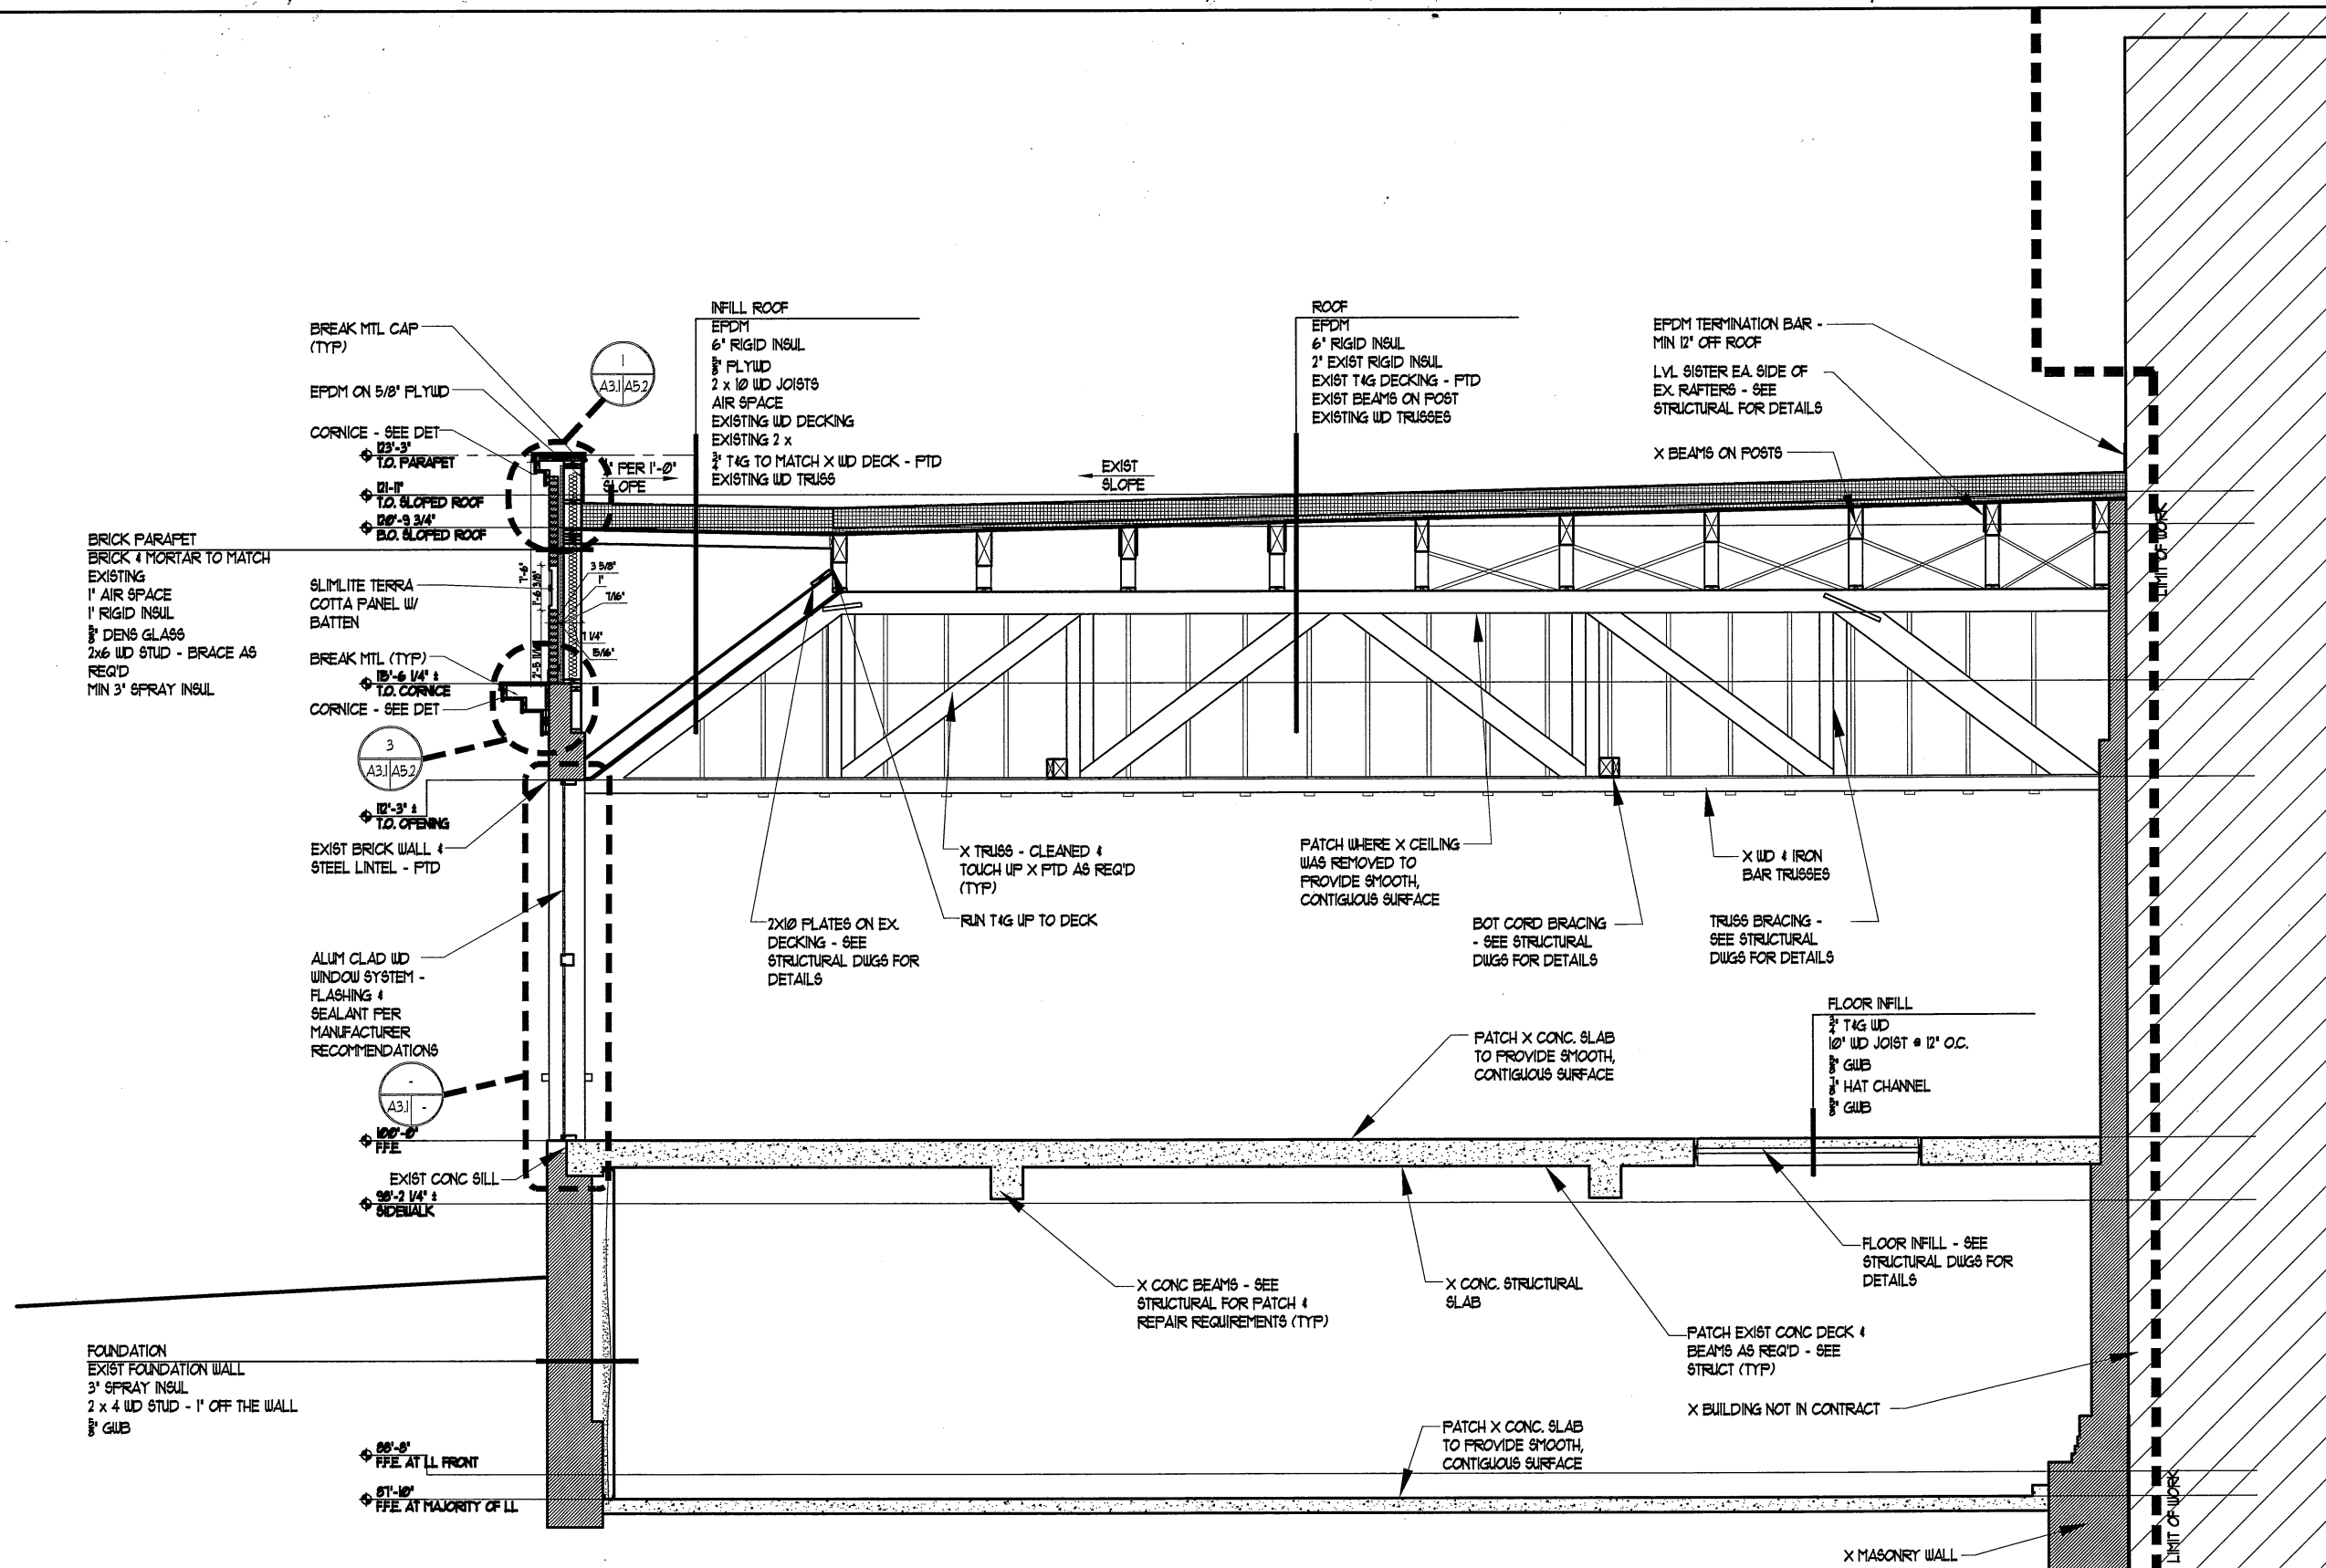 INFILL ROOF
EPDM
6" RIGID INSUL
5/8" PLYWD
2 x 10 WD JOISTS
AIR SPACE
EXISTING WD DECKING
EXISTING 2 x
3/4" T&G TO MATCH X WD DECK - PTD
EXISTING WD TRUSS
ROOF
EPDM
6" RIGID INSUL
2" EXIST RIGID INSUL
EXIST T&G DECKING - PTD
EXIST BEAMS ON POST
EXISTING WD TRUSSES
EPDM TERMINATION BAR -
MIN 12" OFF ROOF
LVL SISTER EA. SIDE OF
EX. RAFTERS - SEE
STRUCTURAL FOR DETAILS
X BEAMS ON POSTS
BREAK MTL CAP
(TYP)
1
A3.1 A5.2
EPDM ON 5/8" PLYWD
CORNICE - SEE DET
123'-3"
T.O. PARAPET
PER 1'-0"
SLOPE
EXIST
SLOPE
121'-11"
T.O. SLOPED ROOF
120'-9 3/4"
B.O. SLOPED ROOF
BRICK PARAPET
BRICK & MORTAR TO MATCH
EXISTING
1" AIR SPACE
1" RIGID INSUL
5/8" DENS GLASS
2x6 WD STUD - BRACE AS
REQ'D
MIN 3" SPRAY INSUL
SLIMLITE TERRA
COTTA PANEL W/
BATTEN
3 5/8"
1"
7/16"
1'-6 3/8"
BREAK MTL (TYP)
T.O. CORNICE
CORNICE - SEE DET
3
A3.1 A5.2
112'-3" ±
T.O. OPENING
EXIST BRICK WALL &
STEEL LINTEL - PTD
ALUM CLAD WD
WINDOW SYSTEM -
FLASHING &
SEALANT PER
MANUFACTURER
RECOMMENDATIONS
-
A3.1 -
100'-0"
F.F.E.
EXIST CONC SILL
98'-2 1/4" ±
SIDEWALK
2X10 PLATES ON EX.
DECKING - SEE
STRUCTURAL DWGS FOR
DETAILS
X TRUSS - CLEANED &
TOUCH UP X PTD AS REQ'D
(TYP)
RUN T&G UP TO DECK
PATCH WHERE X CEILING
WAS REMOVED TO
PROVIDE SMOOTH,
CONTIGUOUS SURFACE
BOT CORD BRACING
- SEE STRUCTURAL
DWGS FOR DETAILS
X WD & IRON
BAR TRUSSES
TRUSS BRACING -
SEE STRUCTURAL
DWGS FOR DETAILS
PATCH X CONC. SLAB
TO PROVIDE SMOOTH,
CONTIGUOUS SURFACE
FLOOR INFILL
3/4" T&G WD
10" WD JOIST @ 12" O.C.
5/8" GWB
HAT CHANNEL
5/8" GWB
X CONC BEAMS - SEE
STRUCTURAL FOR PATCH &
REPAIR REQUIREMENTS (TYP)
X CONC. STRUCTURAL
SLAB
FLOOR INFILL - SEE
STRUCTURAL DWGS FOR
DETAILS
PATCH EXIST CONC DECK &
BEAMS AS REQ'D - SEE
STRUCT (TYP)
X BUILDING NOT IN CONTRACT
FOUNDATION
EXIST FOUNDATION WALL
3" SPRAY INSUL
2 x 4 WD STUD - 1" OFF THE WALL
5/8" GWB
88'-8"
F.F.E. AT LL FRONT
87'-10"
F.F.E. AT MAJORITY OF LL
PATCH X CONC. SLAB
TO PROVIDE SMOOTH,
CONTIGUOUS SURFACE
X MASONRY WALL
LIMIT OF WORK
LIMIT OF WORK